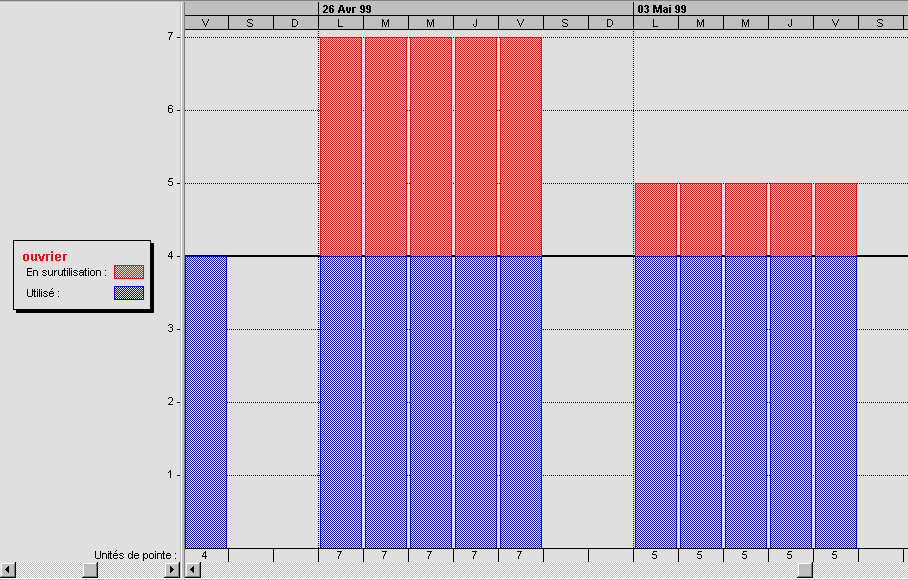 26 Avr 99 03 Mai 99
V S D L M M J V S D L M M J V S
7
6
5
4
3
2
1
ouvrier
En surutilisation :
Utilisé :
Unités de pointe : 4 7 7 7 7 7 5 5 5 5 5